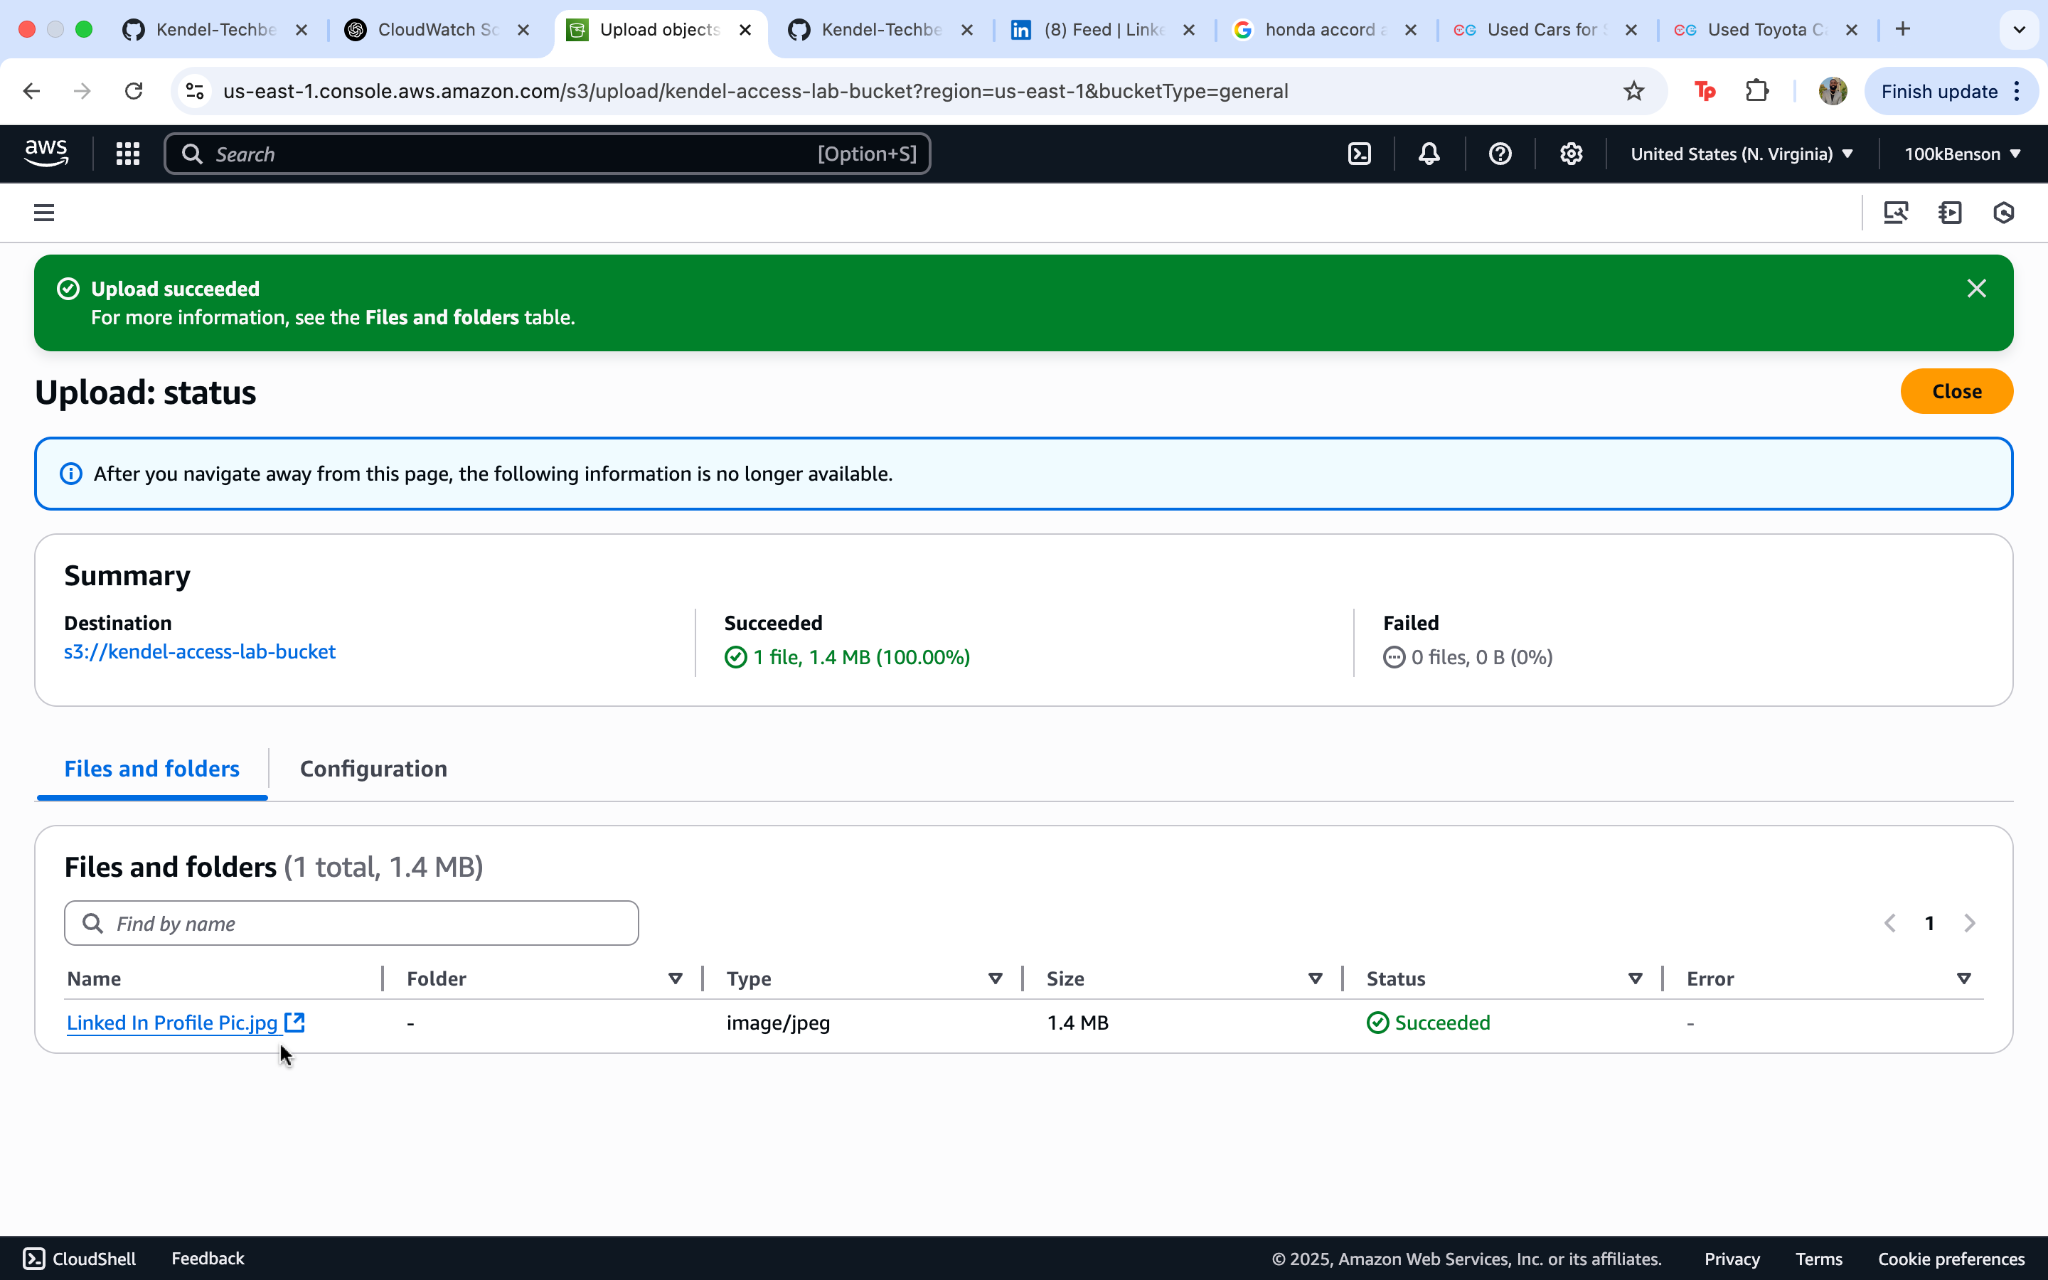 Kendel-Techbe
CloudWatch Sc
Upload objects
Kendel-Techbe
(8) Feed | Linke
honda accord a
Used Cars for S
Used Toyota C
us-east-1.console.aws.amazon.com/s3/upload/kendel-access-lab-bucket?region=us-east-1&bucketType=general
Tp
Finish update
aws
Search
[Option+S]
United States (N. Virginia)
100kBenson
Upload succeeded
For more information, see the Files and folders table.
Upload: status
Close
After you navigate away from this page, the following information is no longer available.
Summary
Destination
s3://kendel-access-lab-bucket
Succeeded
1 file, 1.4 MB (100.00%)
Failed
0 files, 0 B (0%)
Files and folders
Configuration
Files and folders (1 total, 1.4 MB)
Find by name
1
Name Folder Type Size Status Error
Linked In Profile Pic.jpg - image/jpeg 1.4 MB Succeeded -
CloudShell Feedback © 2025, Amazon Web Services, Inc. or its affiliates. Privacy Terms Cookie preferences